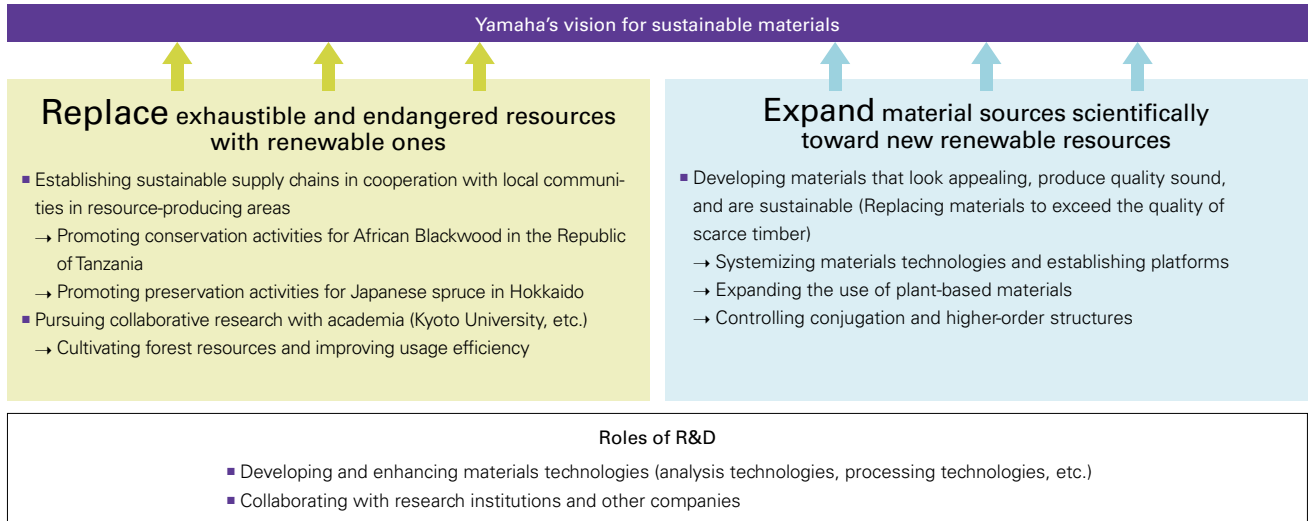 Yamaha's vision for sustainable materials
Replace exhaustible and endangered resources
with renewable ones
■ Establishing sustainable supply chains in cooperation with local communi-
ties in resource-producing areas
→ Promoting conservation activities for African Blackwood in the Republic
of Tanzania
→ Promoting preservation activities for Japanese spruce in Hokkaido
■ Pursuing collaborative research with academia (Kyoto University, etc.)
→ Cultivating forest resources and improving usage efficiency
Expand material sources scientifically
toward new renewable resources
■ Developing materials that look appealing, produce quality sound,
and are sustainable (Replacing materials to exceed the quality of
scarce timber)
→ Systemizing materials technologies and establishing platforms
→ Expanding the use of plant-based materials
→ Controlling conjugation and higher-order structures
Roles of R&D
■ Developing and enhancing materials technologies (analysis technologies, processing technologies, etc.)
■ Collaborating with research institutions and other companies